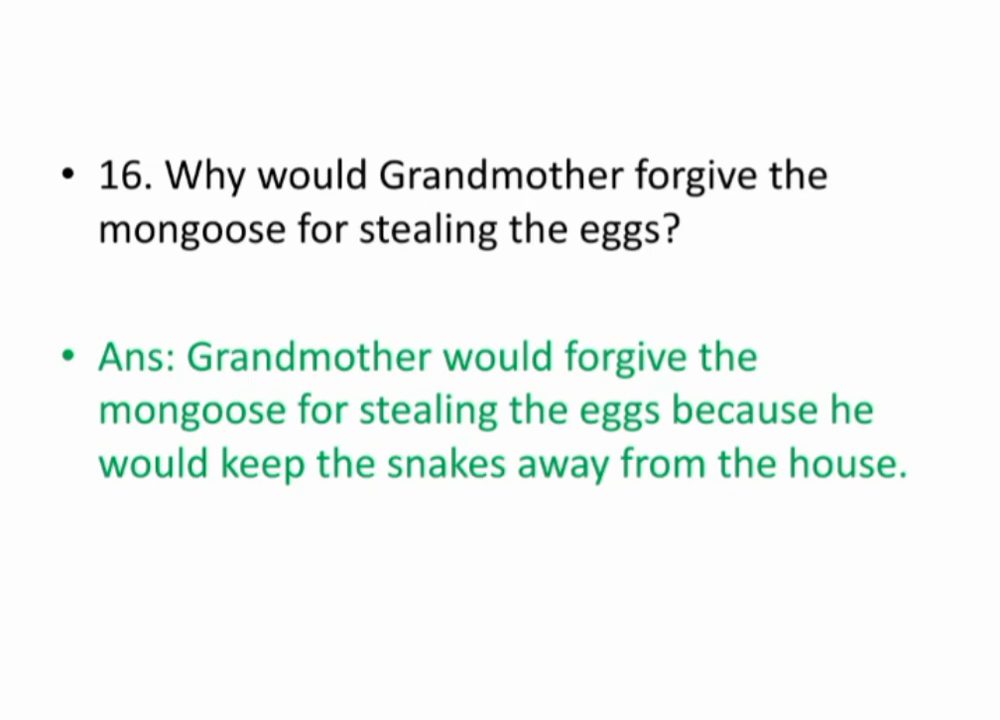 • 16. Why would Grandmother forgive the
mongoose for stealing the eggs?
• Ans: Grandmother would forgive the
mongoose for stealing the eggs because he
would keep the snakes away from the house.